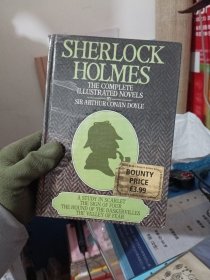 SHERLOCK
HOLMES
THE COMPLETE
ILLUSTRATED NOVELS
BY
SIR ARTHUR CONAN DOYLE
BOUNTY
PRICE
£3.99
A STUDY IN SCARLET
THE SIGN OF FOUR
THE HOUND OF THE BASKERVILLES
THE VALLEY OF FEAR